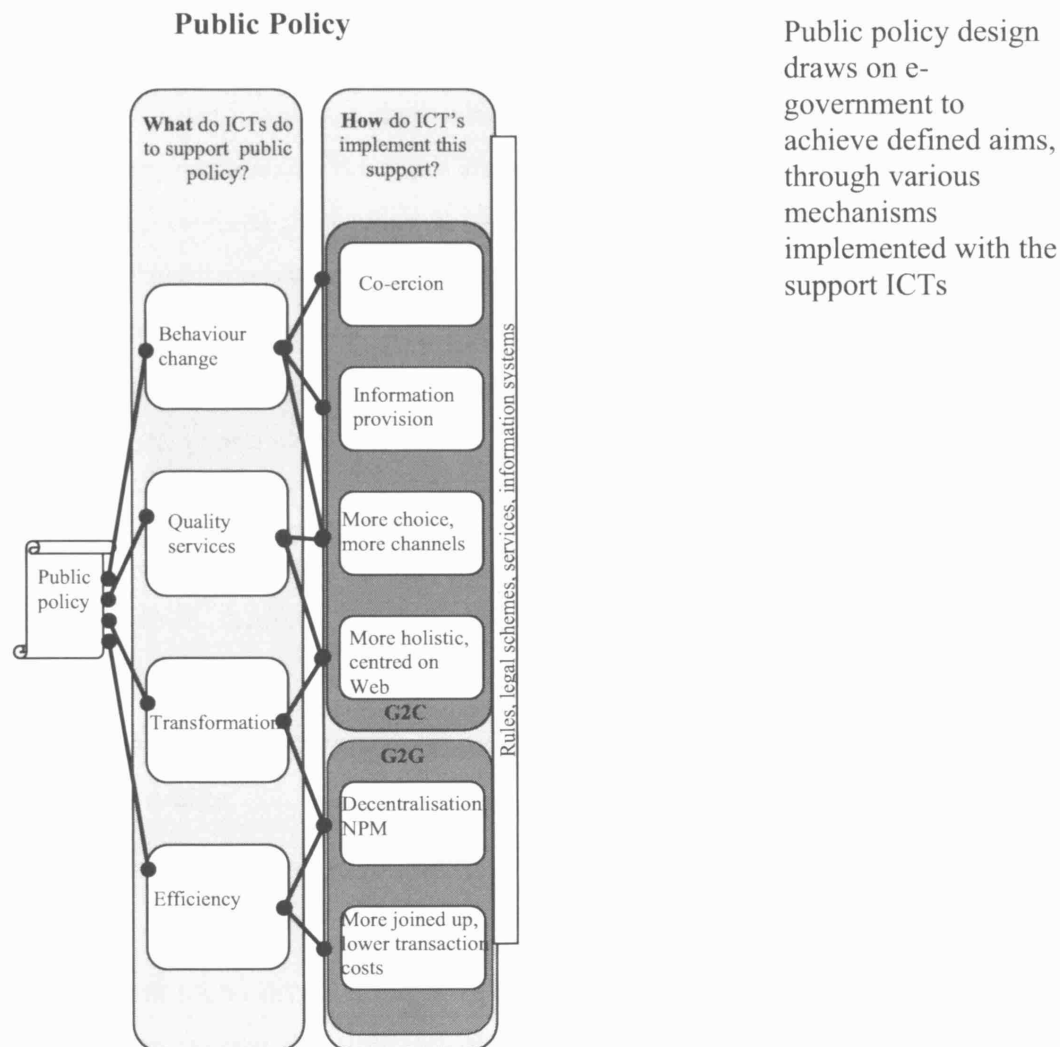 Public Policy
What do ICTs do
to support public
policy?
How do ICT's
implement this
support?
Public
policy
Behaviour
change
Quality
services
Transformation
Efficiency
Co-ercion
Information
provision
More choice,
more channels
More holistic,
centred on
Web
G2C
G2G
Decentralisation
NPM
More joined up,
lower transaction
costs
Rules, legal schemes, services, information systems
Public policy design
draws on e-
government to
achieve defined aims,
through various
mechanisms
implemented with the
support ICTs